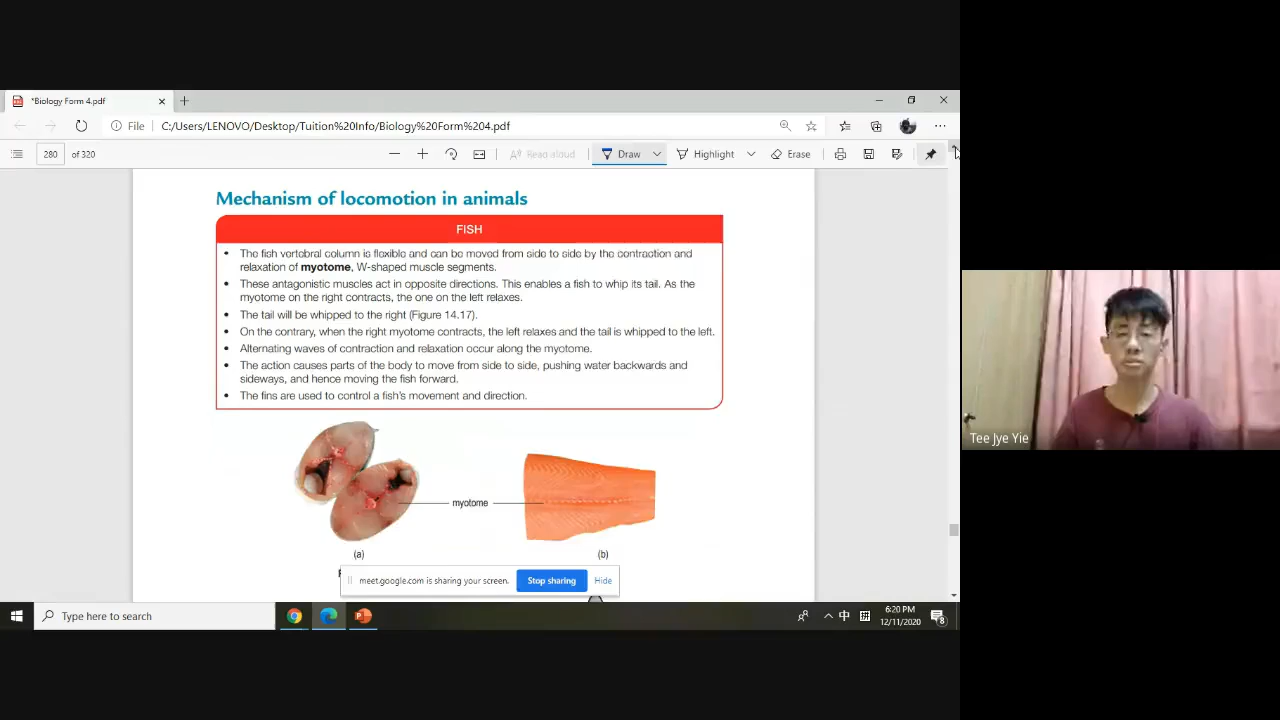 *Biology Form 4.pdf
File C:/Users/LENOVO/Desktop/Tuition%20Info/Biology%20Form%204.pdf
280 of 320 Read aloud Draw Highlight Erase
Mechanism of locomotion in animals
FISH
• The fish vertebral column is flexible and can be moved from side to side by the contraction and
relaxation of myotome, W-shaped muscle segments.
• These antagonistic muscles act in opposite directions. This enables a fish to whip its tail. As the
myotome on the right contracts, the one on the left relaxes.
• The tail will be whipped to the right (Figure 14.17).
• On the contrary, when the right myotome contracts, the left relaxes and the tail is whipped to the left.
• Alternating waves of contraction and relaxation occur along the myotome.
• The action causes parts of the body to move from side to side, pushing water backwards and
sideways, and hence moving the fish forward.
• The fins are used to control a fish's movement and direction.
myotome
(a) (b)
meet.google.com is sharing your screen. Stop sharing Hide
Type here to search
中
6:20 PM
12/11/2020
8
Tee Jye Yie